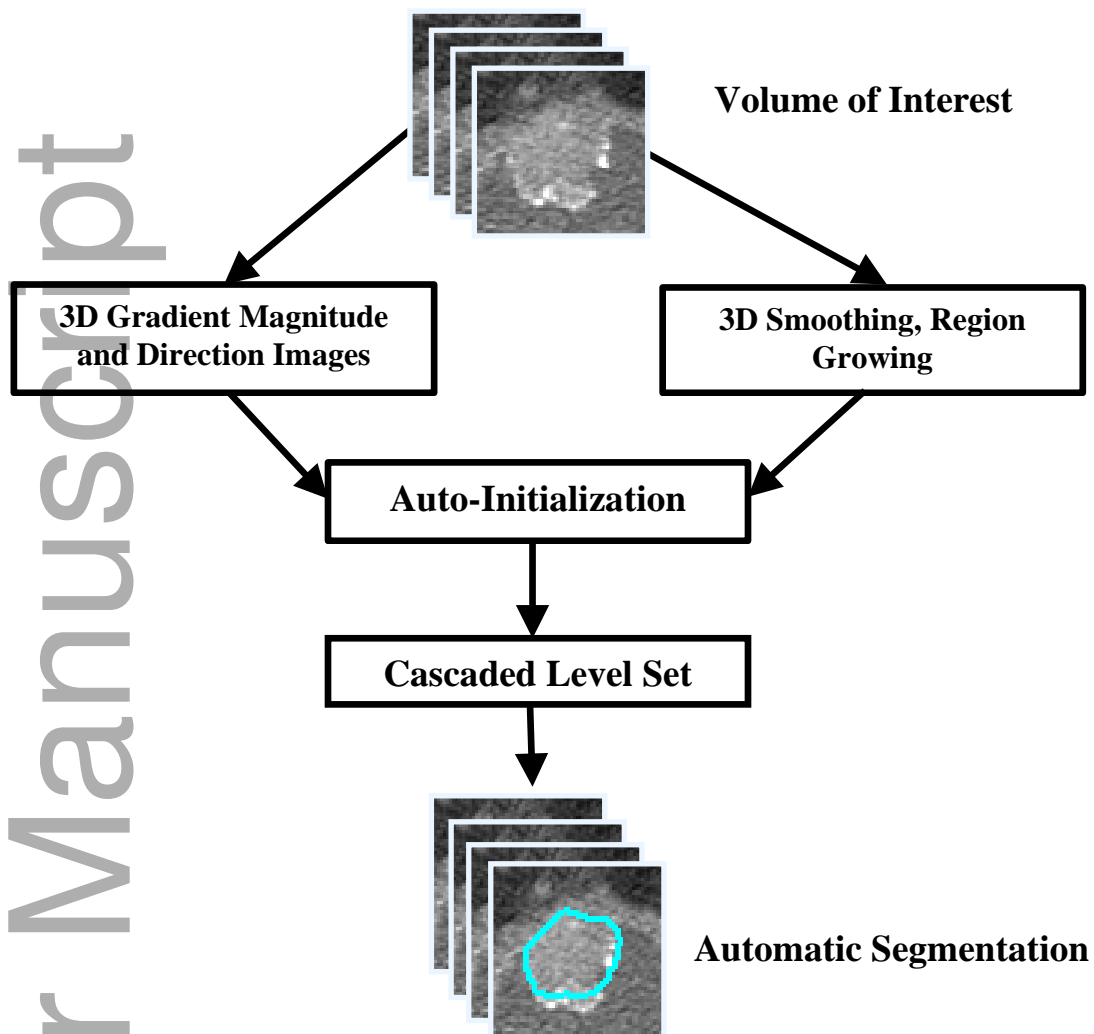 Volume of Interest
3D Gradient Magnitude
and Direction Images
3D Smoothing, Region
Growing
Auto-Initialization
Cascaded Level Set
Automatic Segmentation
r Manuscript